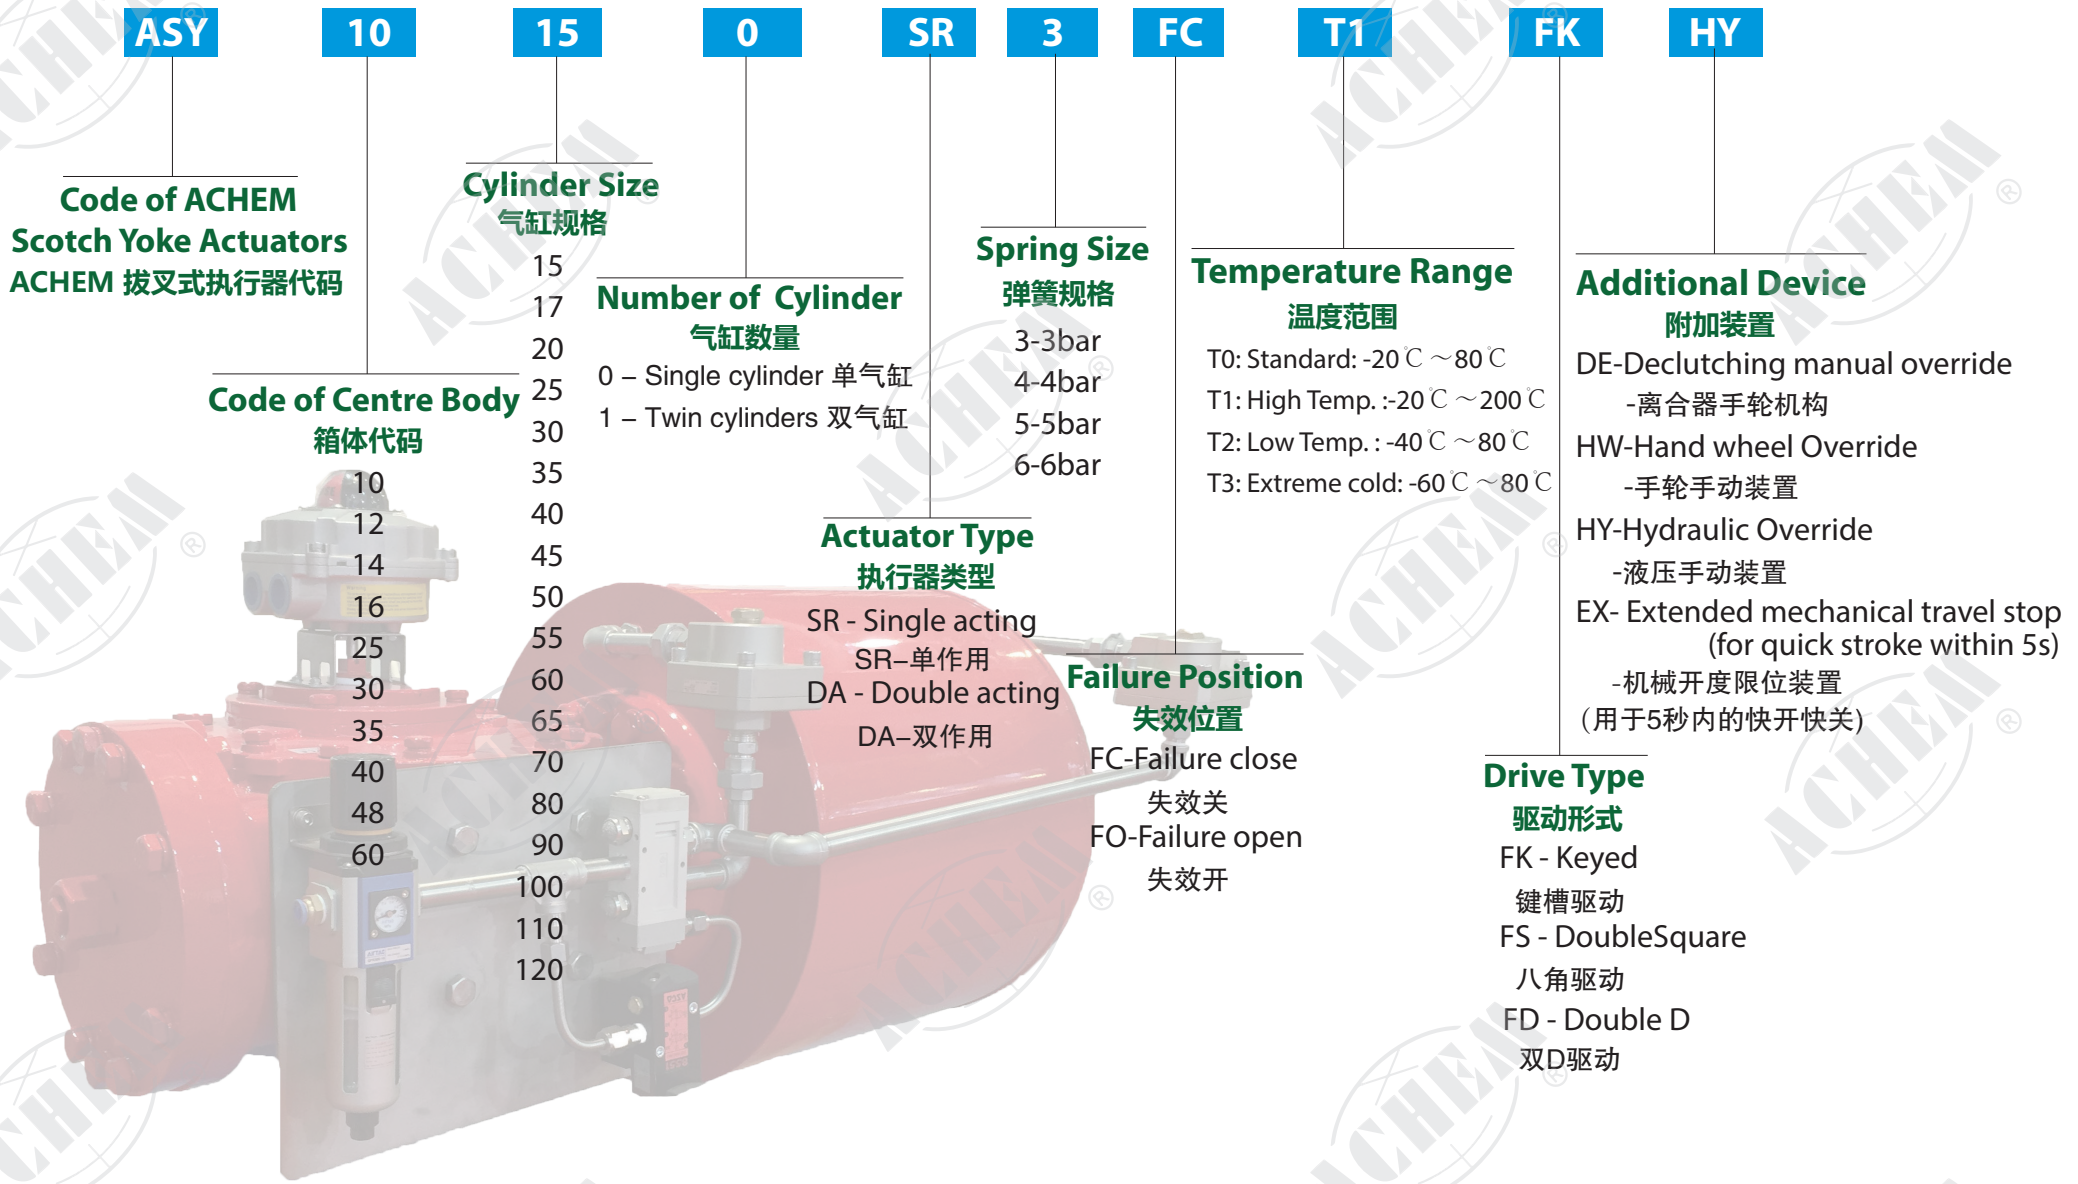 ASY 10 15 0 SR 3 FC T1 FK HY
Code of ACHEM
Scotch Yoke Actuators
ACHEM 拔叉式执行器代码
Code of Centre Body
箱体代码
10
12
14
16
25
30
35
40
48
60
Cylinder Size
气缸规格
15
17
20
25
30
35
40
45
50
55
60
65
70
80
90
100
110
120
Number of Cylinder
气缸数量
0 – Single cylinder 单气缸
1 – Twin cylinders 双气缸
Actuator Type
执行器类型
SR - Single acting
SR–单作用
DA - Double acting
DA–双作用
Spring Size
弹簧规格
3-3bar
4-4bar
5-5bar
6-6bar
Failure Position
失效位置
FC-Failure close
失效关
FO-Failure open
失效开
Temperature Range
温度范围
T0: Standard: -20℃～80℃
T1: High Temp. :-20℃～200℃
T2: Low Temp. : -40℃～80℃
T3: Extreme cold: -60℃～80℃
Drive Type
驱动形式
FK - Keyed
键槽驱动
FS - DoubleSquare
八角驱动
FD - Double D
双D驱动
Additional Device
附加装置
DE-Declutching manual override
-离合器手轮机构
HW-Hand wheel Override
-手轮手动装置
HY-Hydraulic Override
-液压手动装置
EX- Extended mechanical travel stop
(for quick stroke within 5s)
-机械开度限位装置
(用于5秒内的快开快关)
ACHEM ®